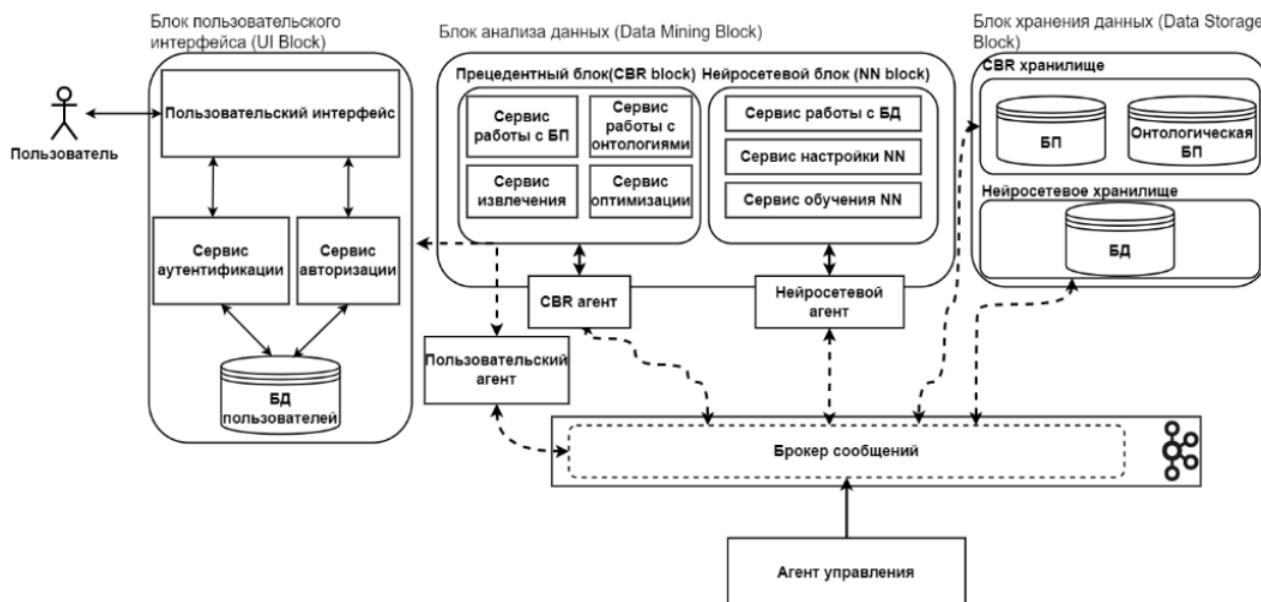 Блок пользовательского
интерфейса (UI Block)
Пользователь
Пользовательский интерфейс
Сервис
аутентификации
Сервис
авторизации
БД
пользователей
Блок анализа данных (Data Mining Block)
Прецедентный блок(CBR block)
Сервис
работы с БП
Сервис
работы с
онтологиями
Сервис
извлечения
Сервис
оптимизации
Нейросетевой блок (NN block)
Сервис работы с БД
Сервис настройки NN
Сервис обучения NN
CBR агент
Нейросетевой
агент
Пользовательский
агент
Блок хранения данных (Data Storage
Block)
CBR хранилище
БП
Онтологическая
БП
Нейросетевое хранилище
БД
Брокер сообщений
Агент управления